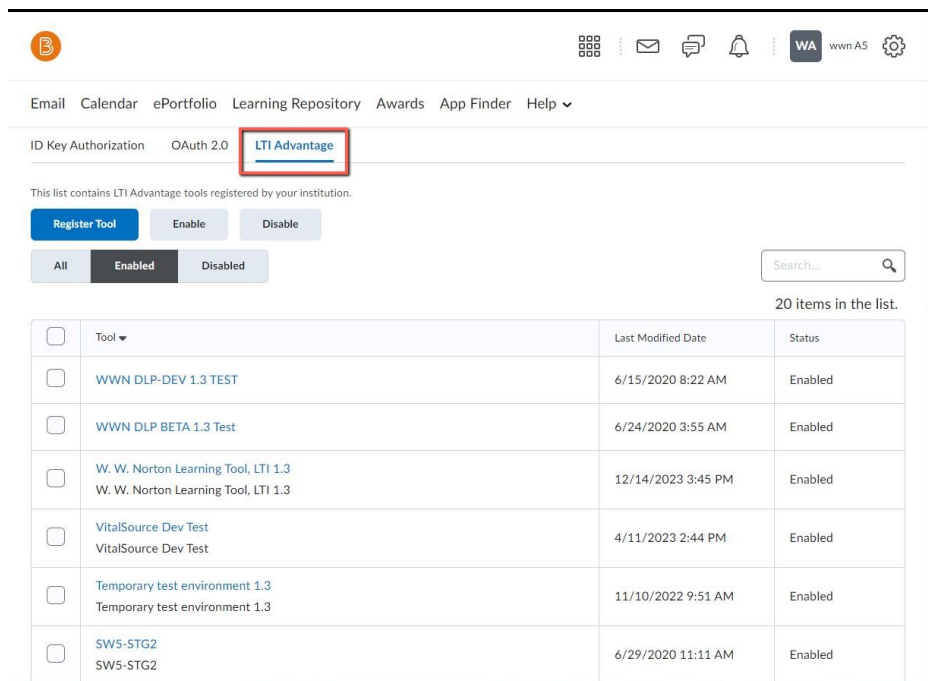 B
WA wwn A5
Email Calendar ePortfolio Learning Repository Awards App Finder Help
ID Key Authorization OAuth 2.0 LTI Advantage
This list contains LTI Advantage tools registered by your institution.
Register Tool Enable Disable
All Enabled Disabled Search...
20 items in the list.
Tool Last Modified Date Status
WWN DLP-DEV 1.3 TEST 6/15/2020 8:22 AM Enabled
WWN DLP BETA 1.3 Test 6/24/2020 3:55 AM Enabled
W. W. Norton Learning Tool, LTI 1.3
W. W. Norton Learning Tool, LTI 1.3 12/14/2023 3:45 PM Enabled
VitalSource Dev Test
VitalSource Dev Test 4/11/2023 2:44 PM Enabled
Temporary test environment 1.3
Temporary test environment 1.3 11/10/2022 9:51 AM Enabled
SW5-STG2
SW5-STG2 6/29/2020 11:11 AM Enabled